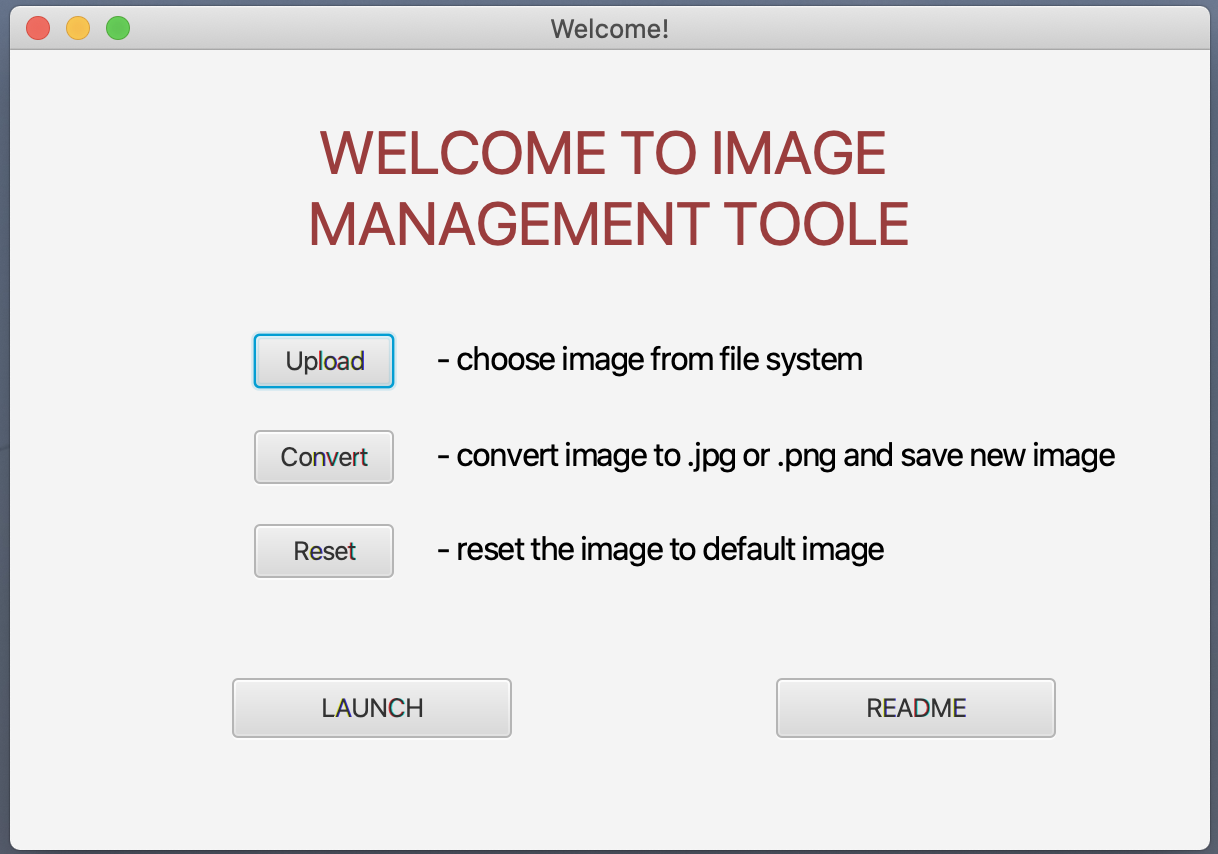 Welcome!
WELCOME TO IMAGE
MANAGEMENT TOOLE
Upload - choose image from file system
Convert - convert image to .jpg or .png and save new image
Reset - reset the image to default image
LAUNCH README